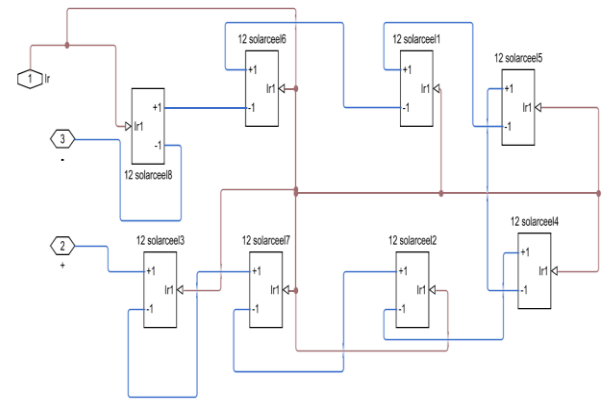 12 solarceel6
12 solarceel1
12 solarceel5
+1
Ir1
-1
+1
Ir1
-1
+1
Ir1
-1
1
Ir
+1
Ir1
-1
12 solarceel8
3
-
2
+
12 solarceel3
+1
Ir1
-1
12 solarceel7
+1
Ir1
-1
12 solarceel2
+1
Ir1
-1
12 solarceel4
+1
Ir1
-1